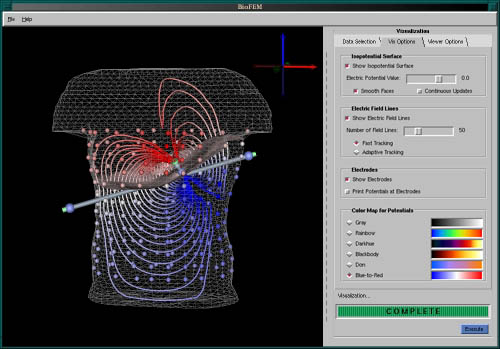 BioFEM
File Help
Visualization
Data Selection Vis Options Viewer Options
Isopotential Surface
Show Isopotential Surface
Electric Potential Value: 0.0
Smooth Faces Continuous Updates
Electric Field Lines
Show Electric Field Lines
Number of Field Lines: 50
Fast Tracking
Adaptive Tracking
Electrodes
Show Electrodes
Print Potentials at Electrodes
Color Map for Potentials
Gray
Rainbow
Darkhue
Blackbody
Don
Blue-to-Red
Visualization...
COMPLETE
Execute